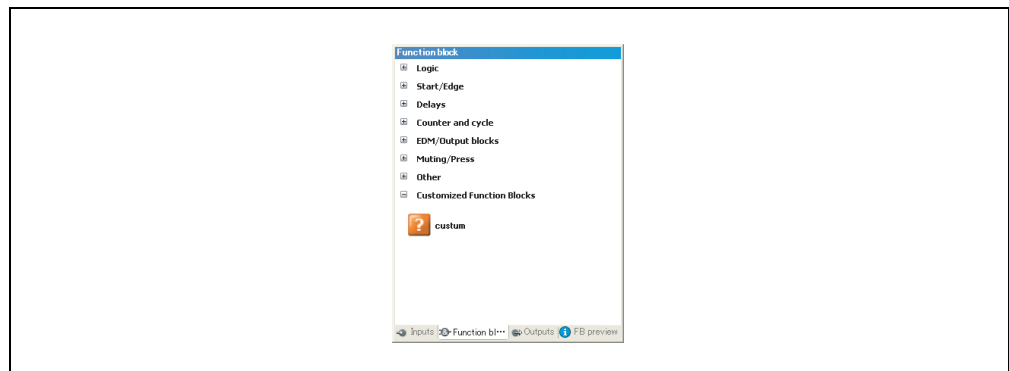 Function block
Logic
Start/Edge
Delays
Counter and cycle
EDM/Output blocks
Muting/Press
Other
Customized Function Blocks
custum
Inputs Function bl··· Outputs FB preview